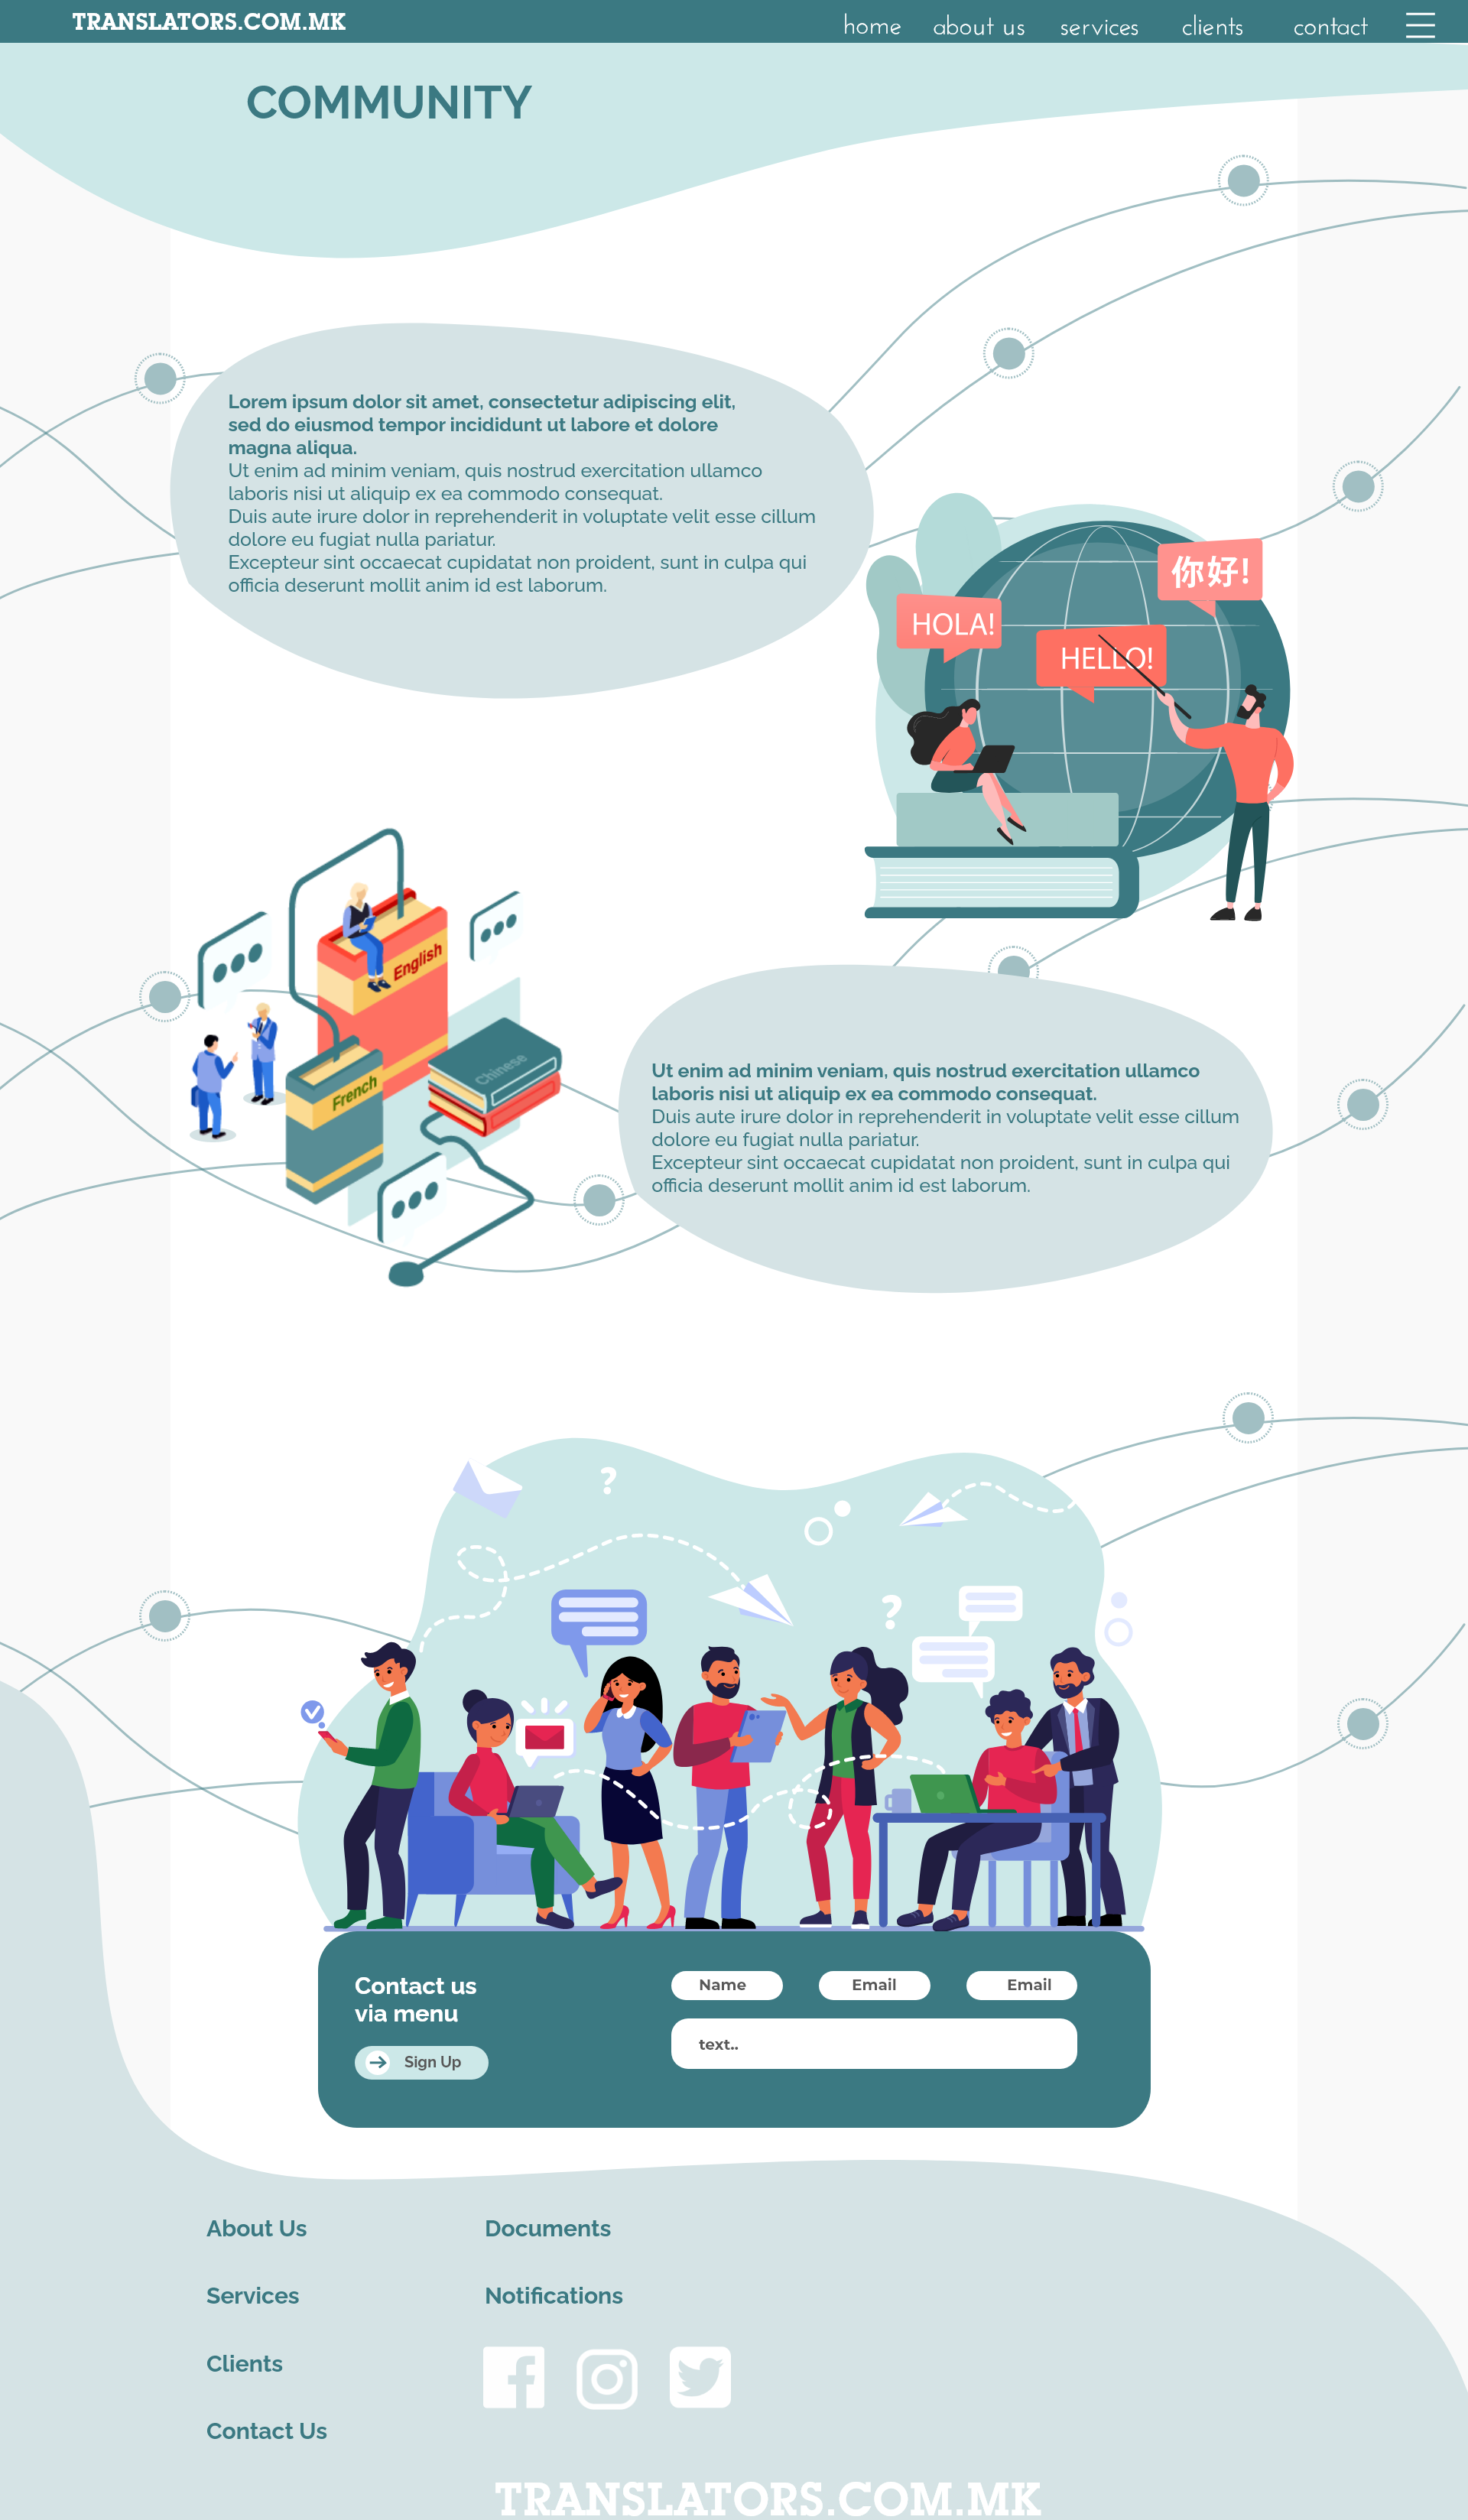 TRANSLATORS.COM.MK
home about us services clients contact
COMMUNITY
Lorem ipsum dolor sit amet, consectetur adipiscing elit,
sed do eiusmod tempor incididunt ut labore et dolore
magna aliqua.
Ut enim ad minim veniam, quis nostrud exercitation ullamco
laboris nisi ut aliquip ex ea commodo consequat.
Duis aute irure dolor in reprehenderit in voluptate velit esse cillum
dolore eu fugiat nulla pariatur.
Excepteur sint occaecat cupidatat non proident, sunt in culpa qui
officia deserunt mollit anim id est laborum.
你好!
HOLA!
HELLO!
English
Chinese
French
Ut enim ad minim veniam, quis nostrud exercitation ullamco
laboris nisi ut aliquip ex ea commodo consequat.
Duis aute irure dolor in reprehenderit in voluptate velit esse cillum
dolore eu fugiat nulla pariatur.
Excepteur sint occaecat cupidatat non proident, sunt in culpa qui
officia deserunt mollit anim id est laborum.
?
?
Contact us
via menu
Sign Up
Name
Email
Email
text..
About Us
Services
Clients
Contact Us
Documents
Notifications
TRANSLATORS.COM.MK